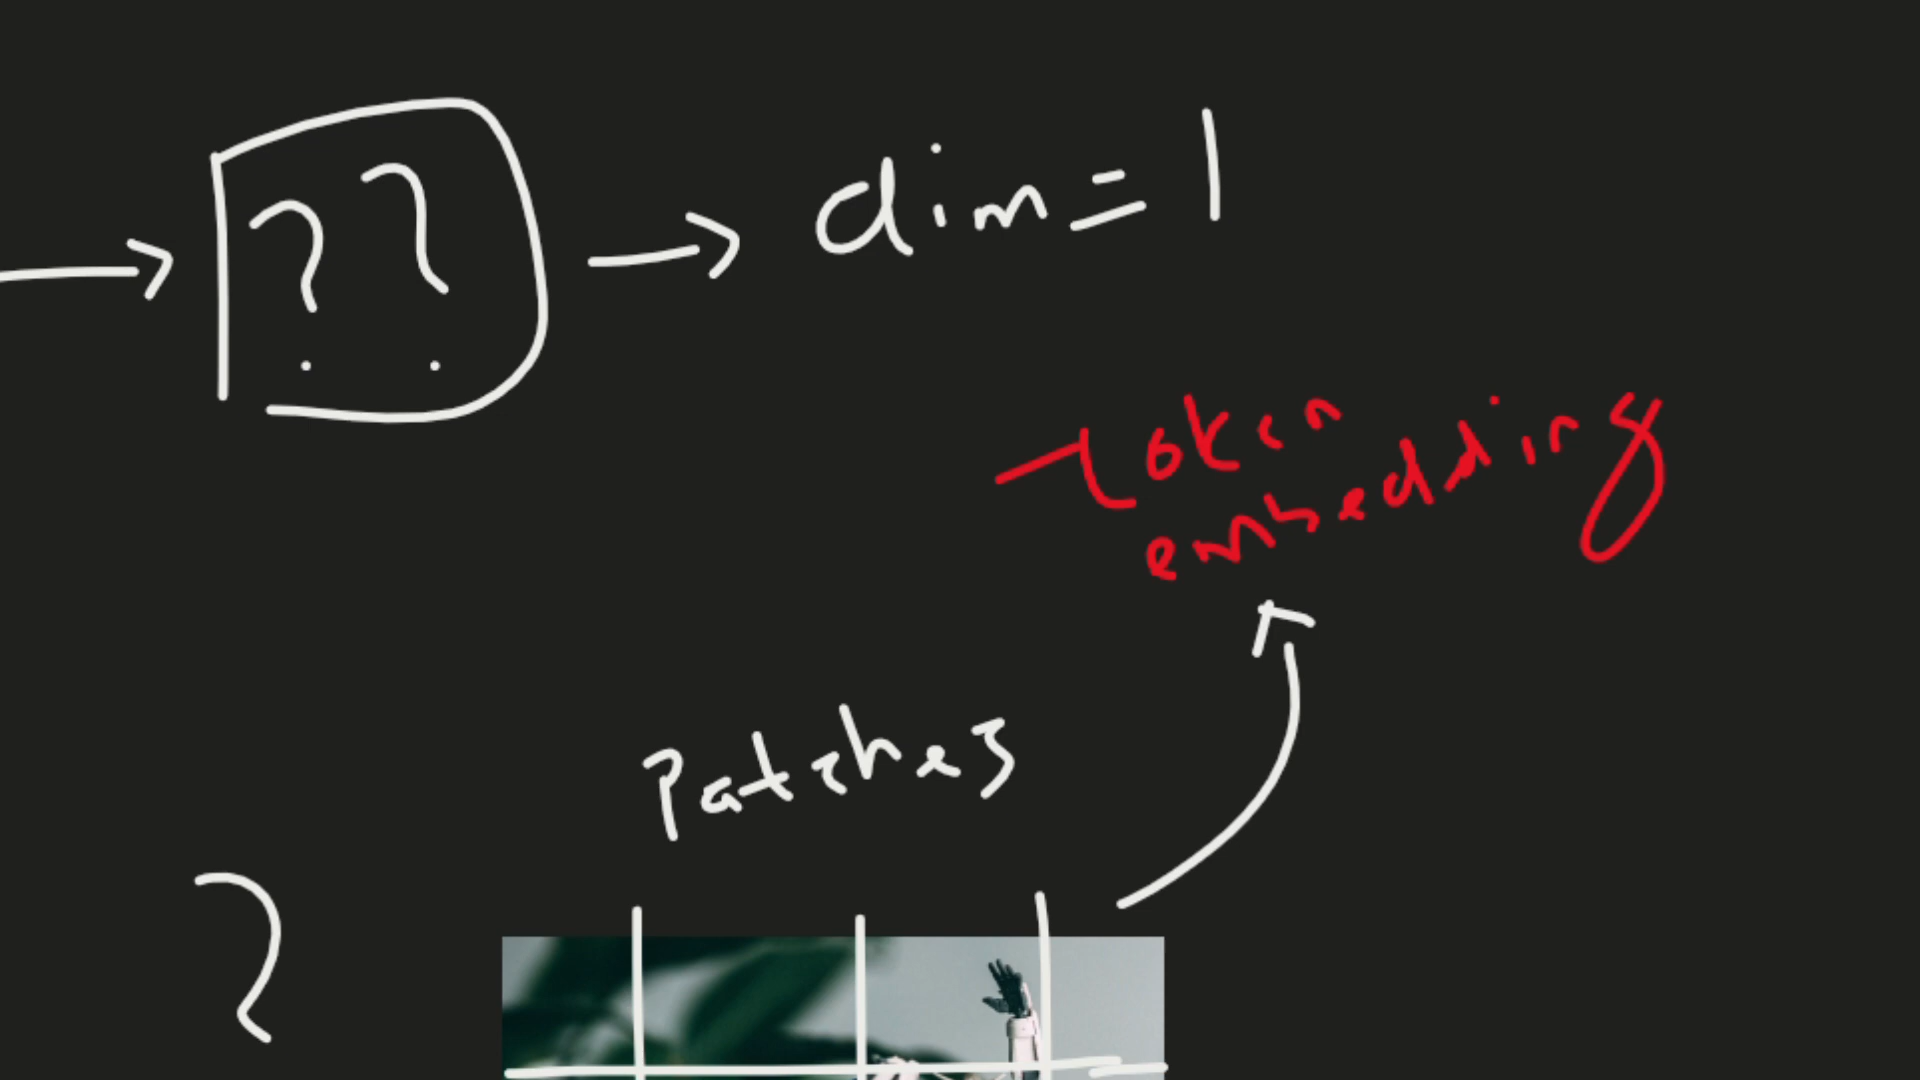 ??
dim = 1
Token
embedding
Patches
?